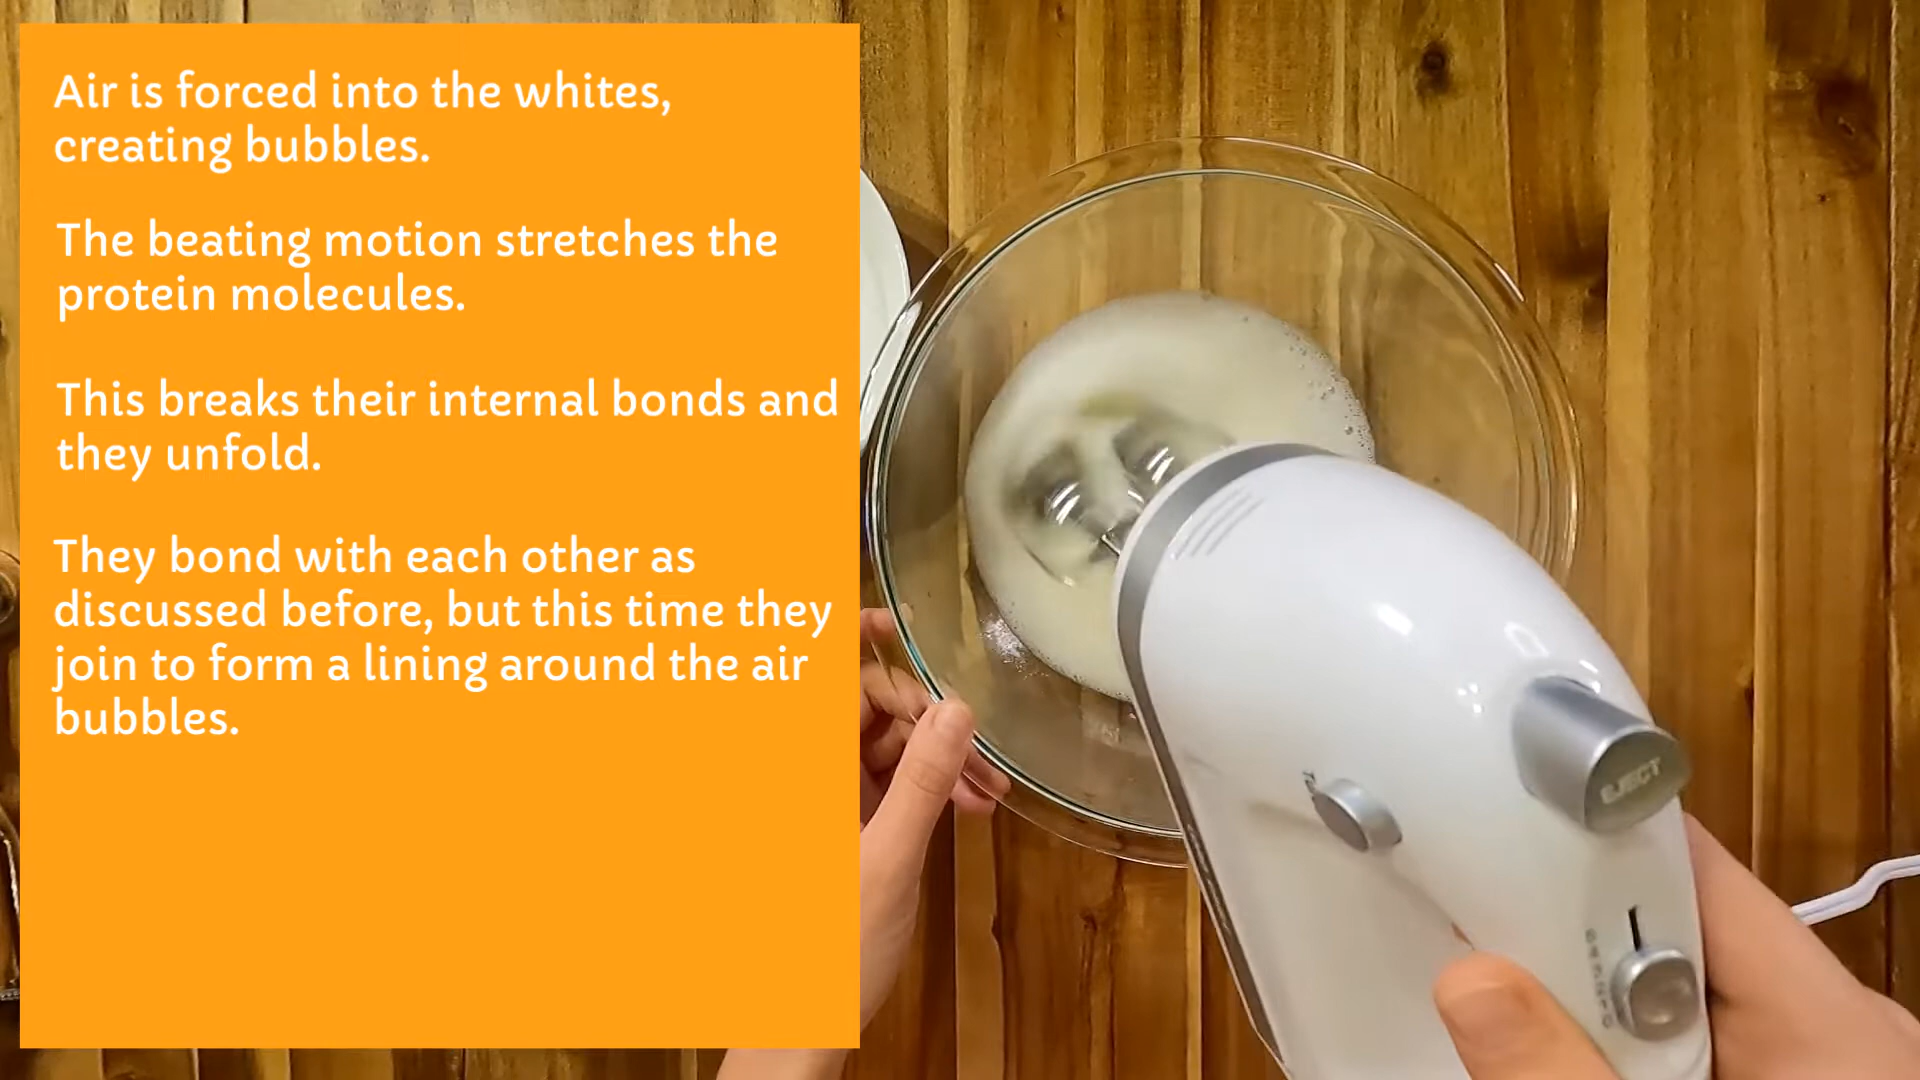 Air is forced into the whites,
creating bubbles.
The beating motion stretches the
protein molecules.
This breaks their internal bonds and
they unfold.
They bond with each other as
discussed before, but this time they
join to form a lining around the air
bubbles.
EJECT